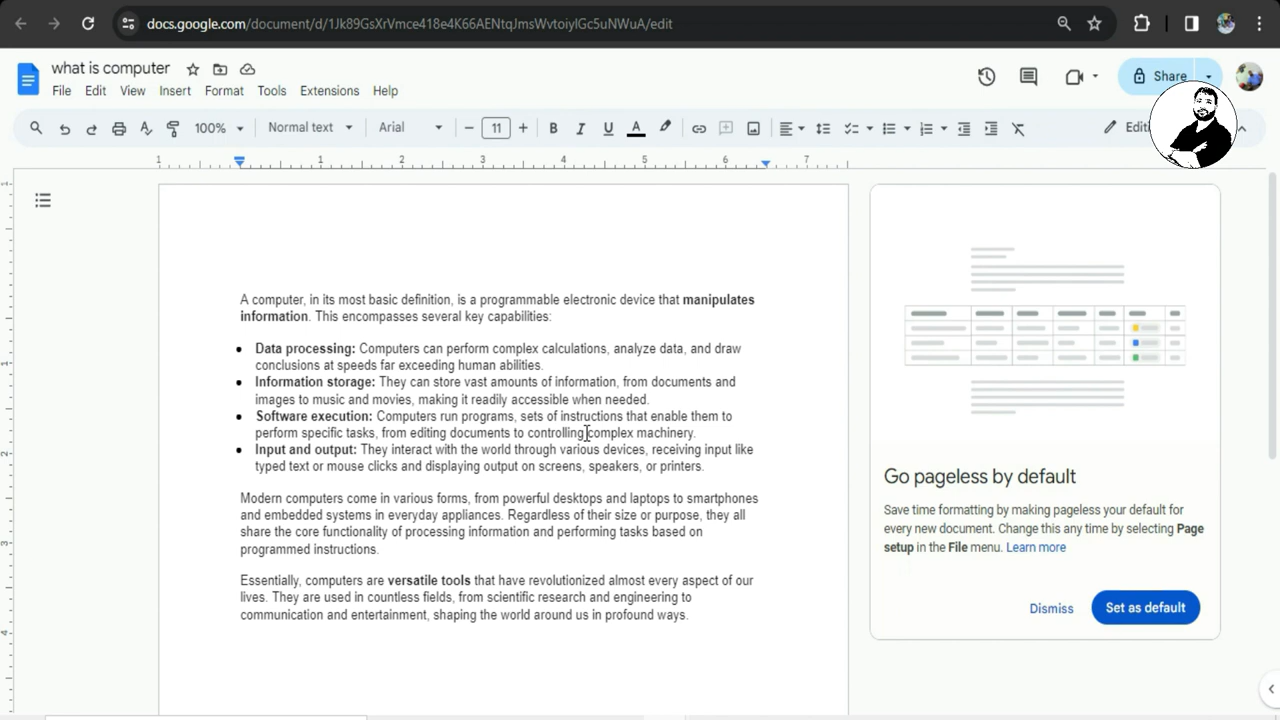 docs.google.com/document/d/1Jk89GsXrVmce418e4K66AENtqJmsWvtoiyIGc5uNWuA/edit
what is computer
File Edit View Insert Format Tools Extensions Help
Share
100% Normal text Arial 11 B I U A
1 1 2 3 4 5 6 7
A computer, in its most basic definition, is a programmable electronic device that manipulates
information. This encompasses several key capabilities:
● Data processing: Computers can perform complex calculations, analyze data, and draw
conclusions at speeds far exceeding human abilities.
● Information storage: They can store vast amounts of information, from documents and
images to music and movies, making it readily accessible when needed.
● Software execution: Computers run programs, sets of instructions that enable them to
perform specific tasks, from editing documents to controlling complex machinery.
● Input and output: They interact with the world through various devices, receiving input like
typed text or mouse clicks and displaying output on screens, speakers, or printers.
Modern computers come in various forms, from powerful desktops and laptops to smartphones
and embedded systems in everyday appliances. Regardless of their size or purpose, they all
share the core functionality of processing information and performing tasks based on
programmed instructions.
Essentially, computers are versatile tools that have revolutionized almost every aspect of our
lives. They are used in countless fields, from scientific research and engineering to
communication and entertainment, shaping the world around us in profound ways.
Go pageless by default
Save time formatting by making pageless your default for
every new document. Change this any time by selecting Page
setup in the File menu. Learn more
Dismiss Set as default